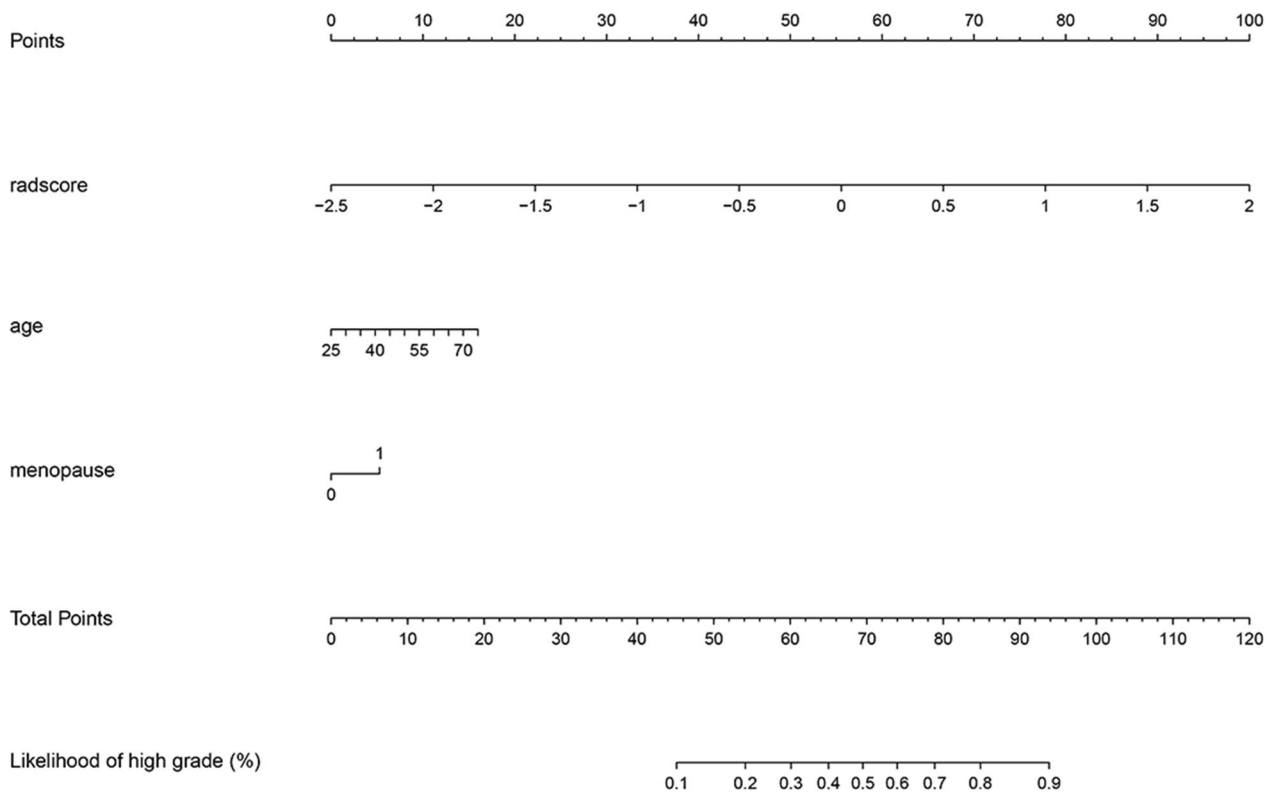 0 10 20 30 40 50 60 70 80 90 100
Points
radscore
−2.5 −2 −1.5 −1 −0.5 0 0.5 1 1.5 2
age
25 40 55 70
1
menopause
0
Total Points
0 10 20 30 40 50 60 70 80 90 100 110 120
Likelihood of high grade (%)
0.1 0.2 0.3 0.4 0.5 0.6 0.7 0.8 0.9